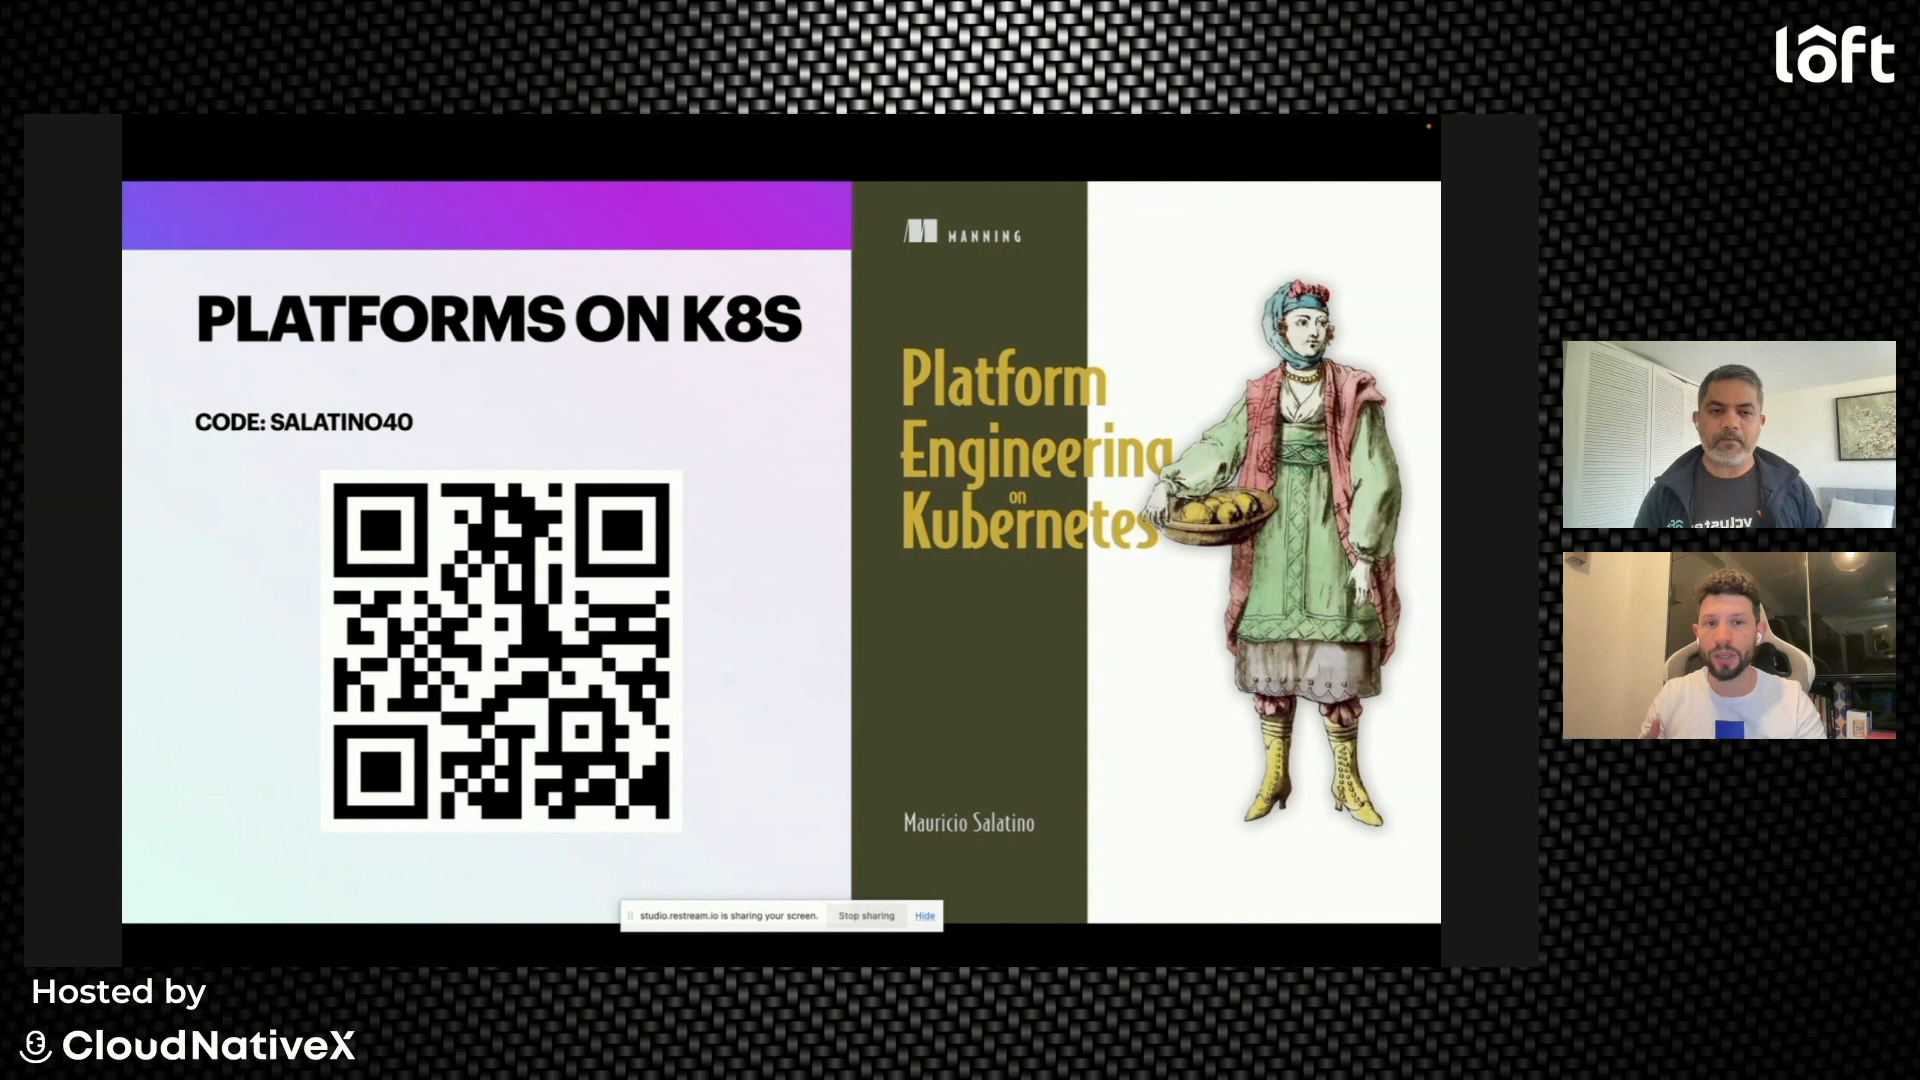 lôft
PLATFORMS ON K8S
CODE: SALATINO40
MANNING
Platform
Engineering
on
Kubernetes
Mauricio Salatino
studio.restream.io is sharing your screen.
Stop sharing
Hide
Hosted by
CloudNativeX